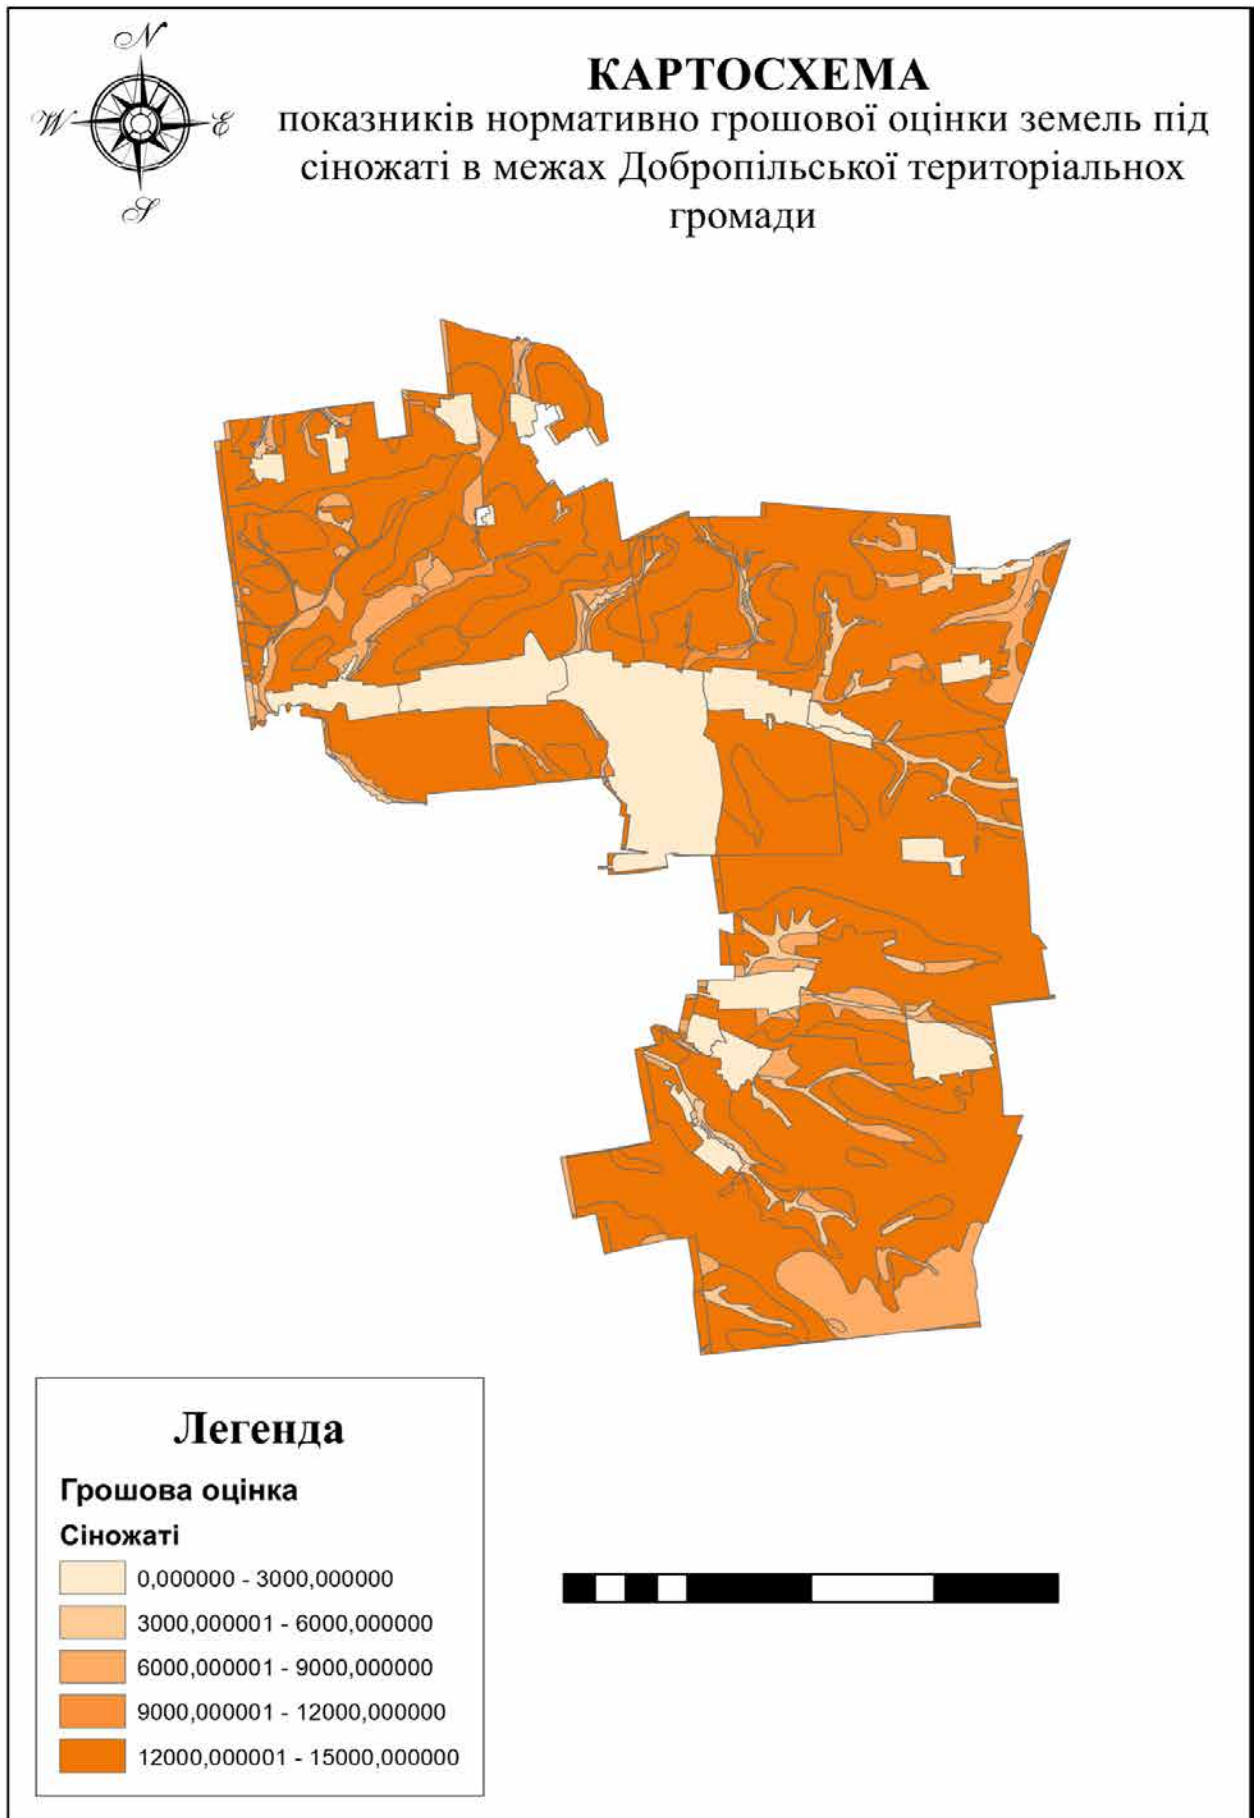 N
W
E
S
КАРТОСХЕМА
показників нормативно грошової оцінки земель під
сіножаті в межах Добропільської територіальнох
громади
Легенда
Грошова оцінка
Сіножаті
0,000000 - 3000,000000
3000,000001 - 6000,000000
6000,000001 - 9000,000000
9000,000001 - 12000,000000
12000,000001 - 15000,000000